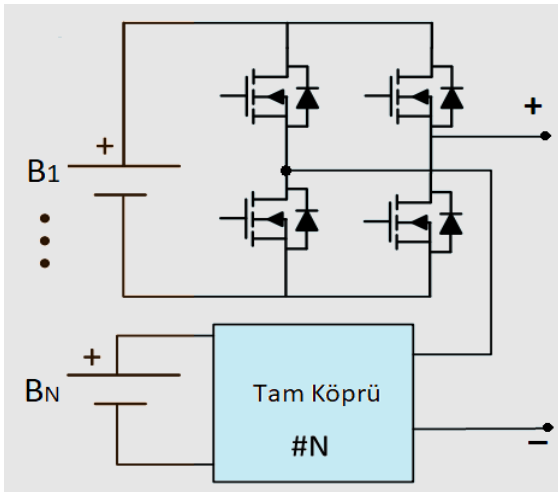 +
+
B1
+
BN
Tam Köprü
#N
−